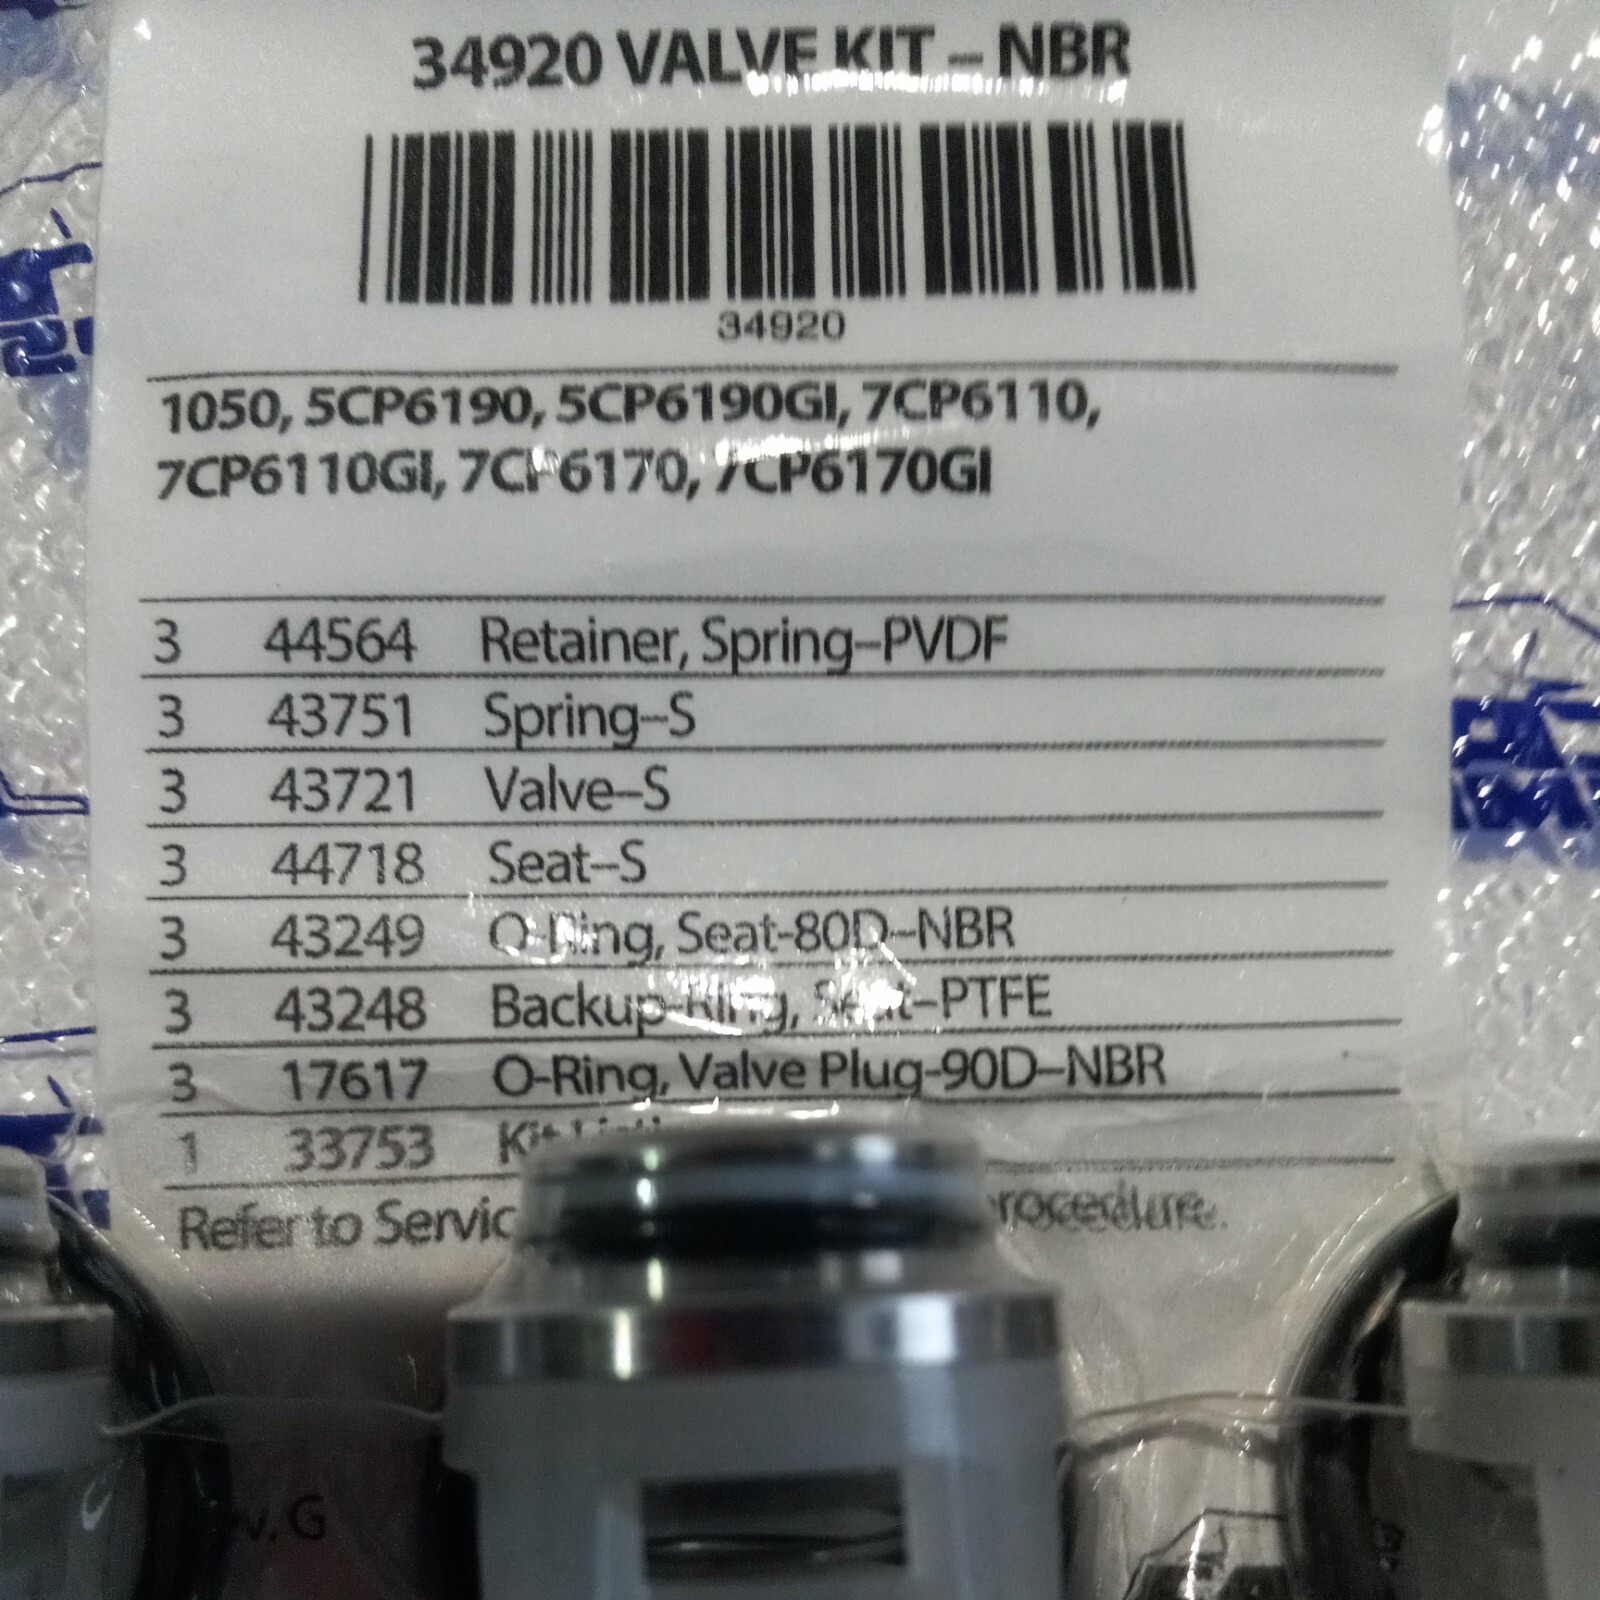 34920 VALVE KIT – NBR
34920
1050, 5CP6190, 5CP6190GI, 7CP6110,
7CP6110GI, 7CP6170, 7CP6170GI
3 44564 Retainer, Spring–PVDF
3 43751 Spring–S
3 43721 Valve–S
3 44718 Seat–S
3 43249 O-Ring, Seat-80D–NBR
3 43248 Backup-Ring, Seat–PTFE
3 17617 O-Ring, Valve Plug-90D–NBR
1 33753 Kit
Refer to procedure.
G